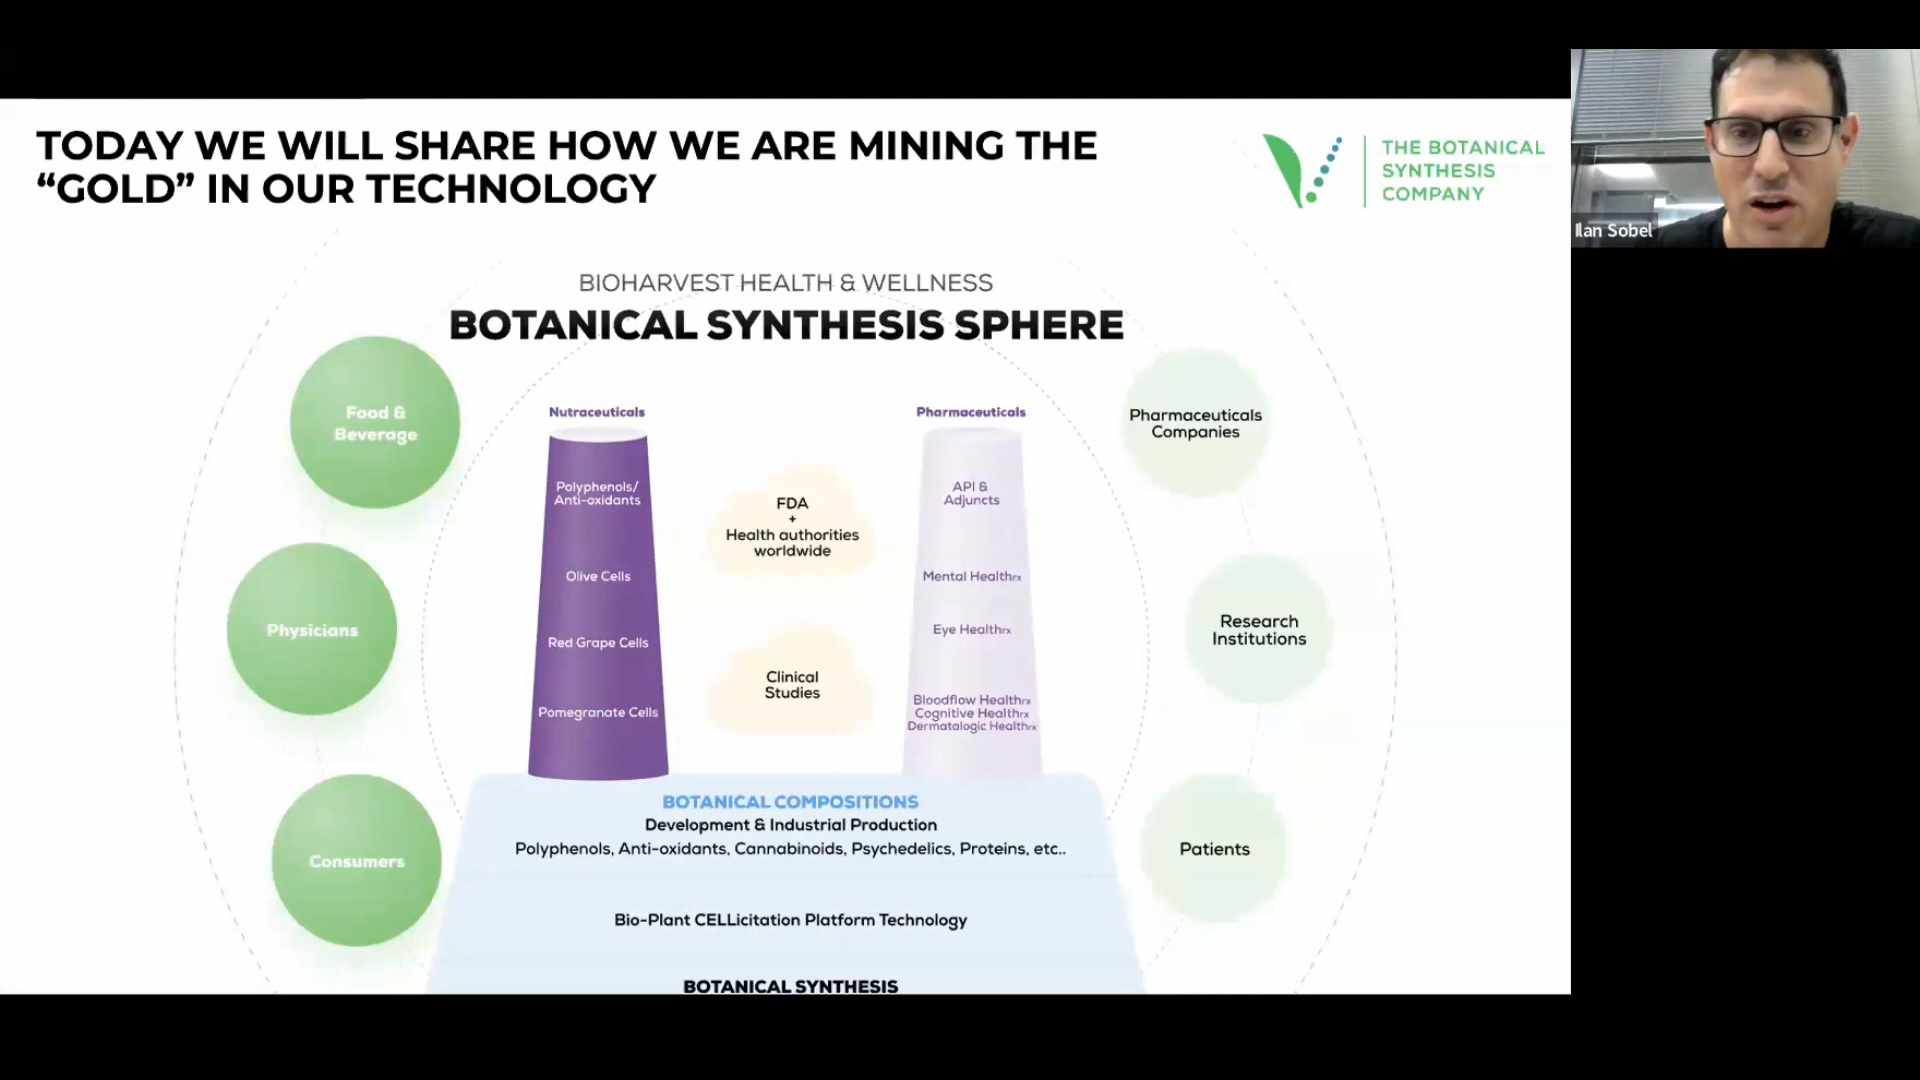 TODAY WE WILL SHARE HOW WE ARE MINING THE
“GOLD” IN OUR TECHNOLOGY
THE BOTANICAL
SYNTHESIS
COMPANY
Ilan Sobel
BIOHARVEST HEALTH & WELLNESS
BOTANICAL SYNTHESIS SPHERE
Food &
Beverage
Physicians
Consumers
Nutraceuticals
Polyphenols/
Anti-oxidants
Olive Cells
Red Grape Cells
Pomegranate Cells
FDA
+
Health authorities
worldwide
Clinical
Studies
Pharmaceuticals
API &
Adjuncts
Mental Healthrx
Eye Healthrx
Bloodflow Healthrx
Cognitive Healthrx
Dermatologic Healthrx
Pharmaceuticals
Companies
Research
Institutions
Patients
BOTANICAL COMPOSITIONS
Development & Industrial Production
Polyphenols, Anti-oxidants, Cannabinoids, Psychedelics, Proteins, etc..
Bio-Plant CELLicitation Platform Technology
BOTANICAL SYNTHESIS